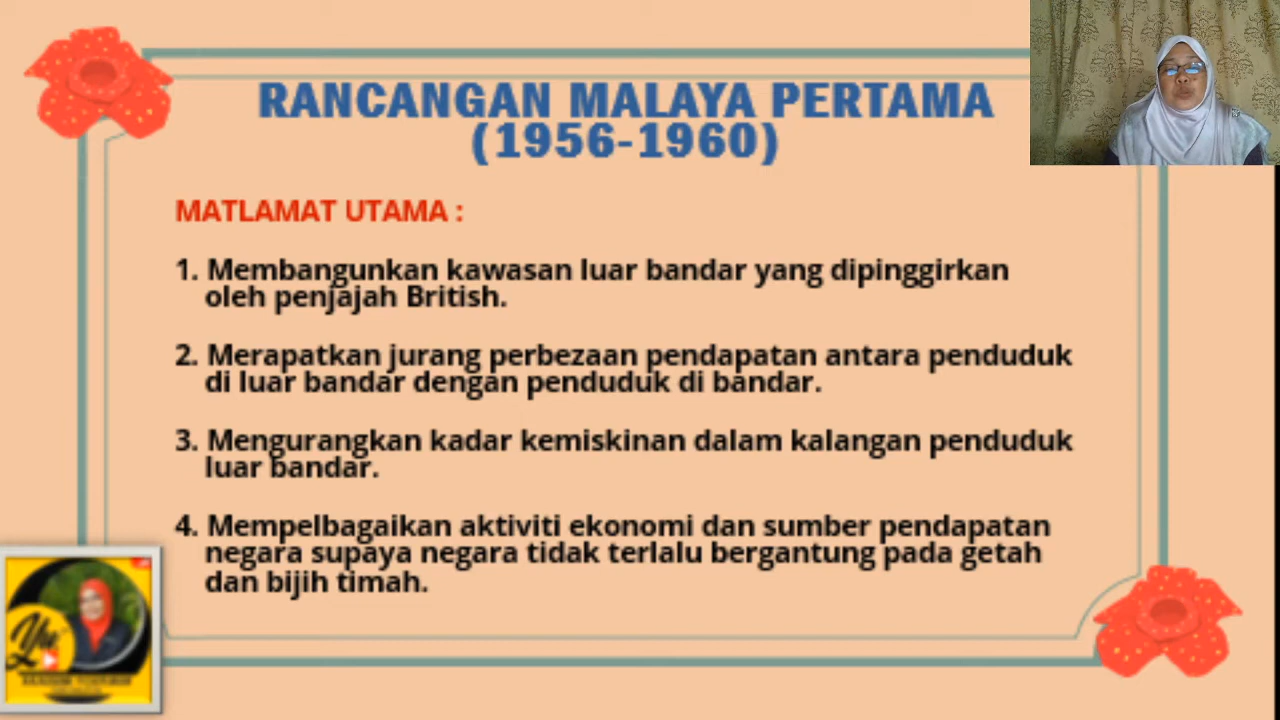 RANCANGAN MALAYA PERTAMA
(1956-1960)
MATLAMAT UTAMA :
1. Membangunkan kawasan luar bandar yang dipinggirkan
oleh penjajah British.
2. Merapatkan jurang perbezaan pendapatan antara penduduk
di luar bandar dengan penduduk di bandar.
3. Mengurangkan kadar kemiskinan dalam kalangan penduduk
luar bandar.
4. Mempelbagaikan aktiviti ekonomi dan sumber pendapatan
negara supaya negara tidak terlalu bergantung pada getah
dan bijih timah.